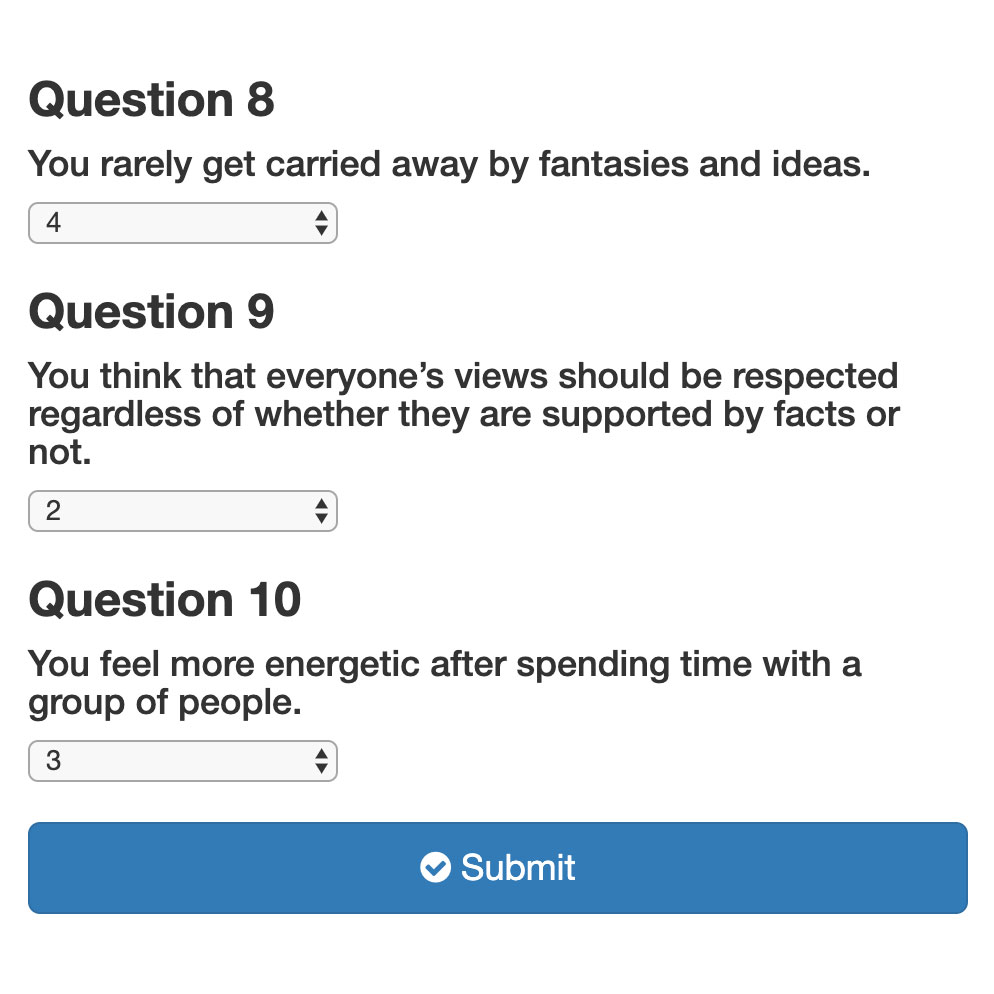 Question 8
You rarely get carried away by fantasies and ideas.
4
Question 9
You think that everyone’s views should be respected
regardless of whether they are supported by facts or
not.
2
Question 10
You feel more energetic after spending time with a
group of people.
3
Submit